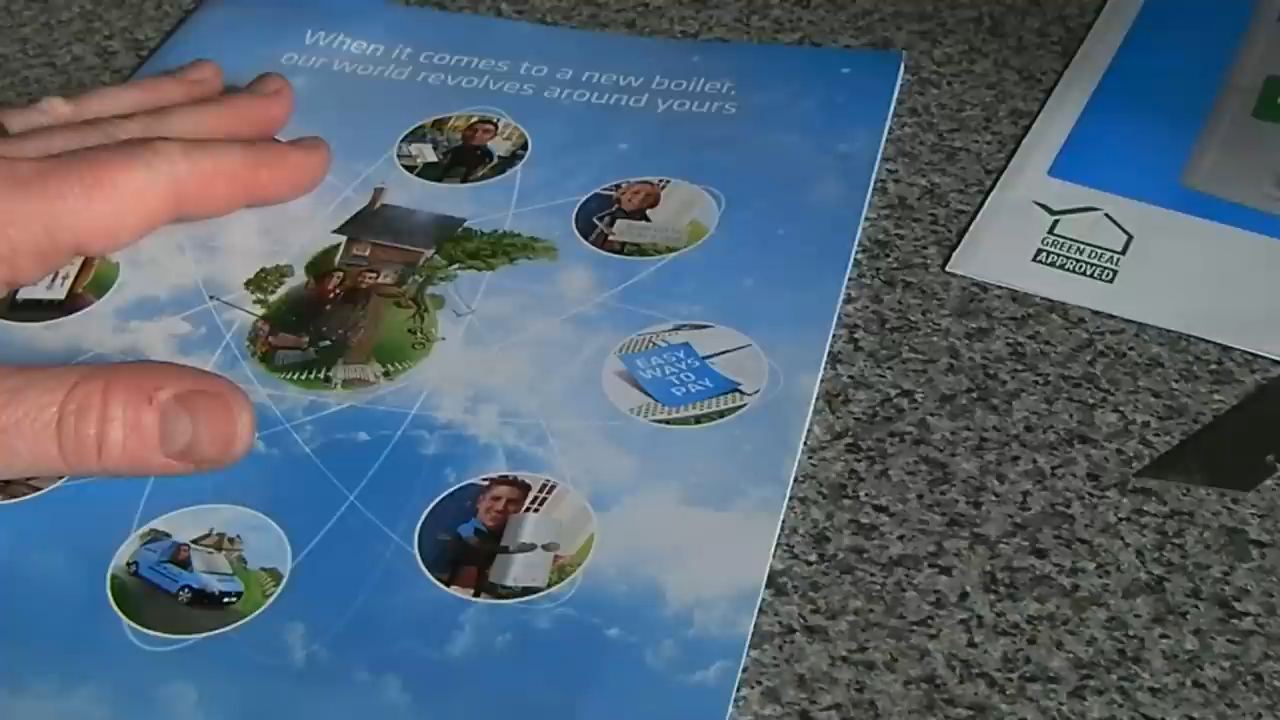 When it comes to a new boiler,
our world revolves around yours
EASY
WAYS
TO
PAY
GREEN DEAL
APPROVED